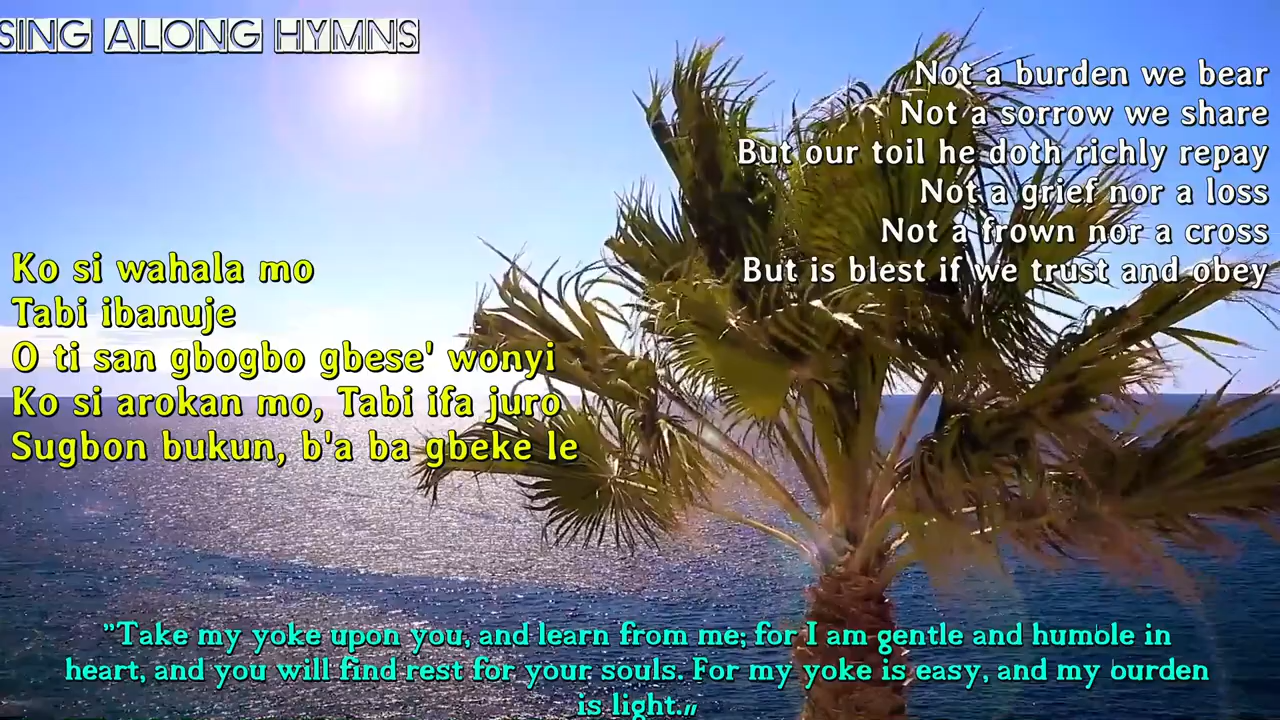 SING ALONG HYMNS
Not a burden we bear
Not a sorrow we share
But our toil he doth richly repay
Not a grief nor a loss
Not a frown nor a cross
But is blest if we trust and obey
Ko si wahala mo
Tabi ibanuje
O ti san gbogbo gbese' wonyi
Ko si arokan mo, Tabi ifa juro
Sugbon bukun, b'a ba gbeke le
"Take my yoke upon you, and learn from me; for I am gentle and humble in
heart, and you will find rest for your souls. For my yoke is easy, and my burden
is light.„